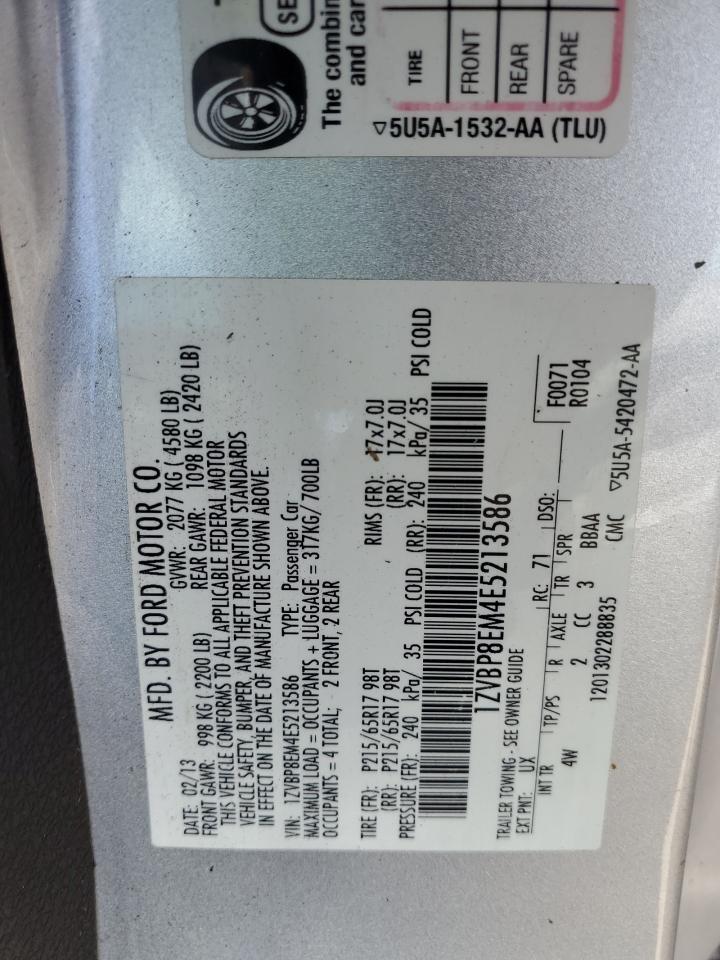 SE
The combin
and car
TIRE
FRONT
REAR
SPARE
▽5U5A-1532-AA (TLU)
MFD. BY FORD MOTOR CO.
DATE: 02/13 GVWR: 2077 KG ( 4580 LB)
FRONT GAWR: 998 KG ( 2200 LB) REAR GAWR: 1098 KG ( 2420 LB)
THIS VEHICLE CONFORMS TO ALL APPLICABLE FEDERAL MOTOR
VEHICLE SAFETY, BUMPER, AND THEFT PREVENTION STANDARDS
IN EFFECT ON THE DATE OF MANUFACTURE SHOWN ABOVE.
VIN: 1ZVBP8EM4E5213586 TYPE: Passenger Car
MAXIMUM LOAD = OCCUPANTS + LUGGAGE = 317KG/700LB
OCCUPANTS = 4 TOTAL; 2 FRONT, 2 REAR
TIRE (FR): P215/65R17 98T RIMS (FR): 17x7.0J
(RR): P215/65R17 98T (RR): 17x7.0J
PRESSURE (FR): 240 kPa/ 35 PSI COLD (RR): 240 kPa/ 35 PSI COLD
1ZVBP8EM4E5213586
TRAILER TOWING - SEE OWNER GUIDE
EXT PNT: UX RC: 71 DSO: F0071
R0104
INT TR TP/PS R AXLE TR SPR
4W 2 CC 3 BBAA
1201302288835 CMC ▽5U5A-5420472-AA